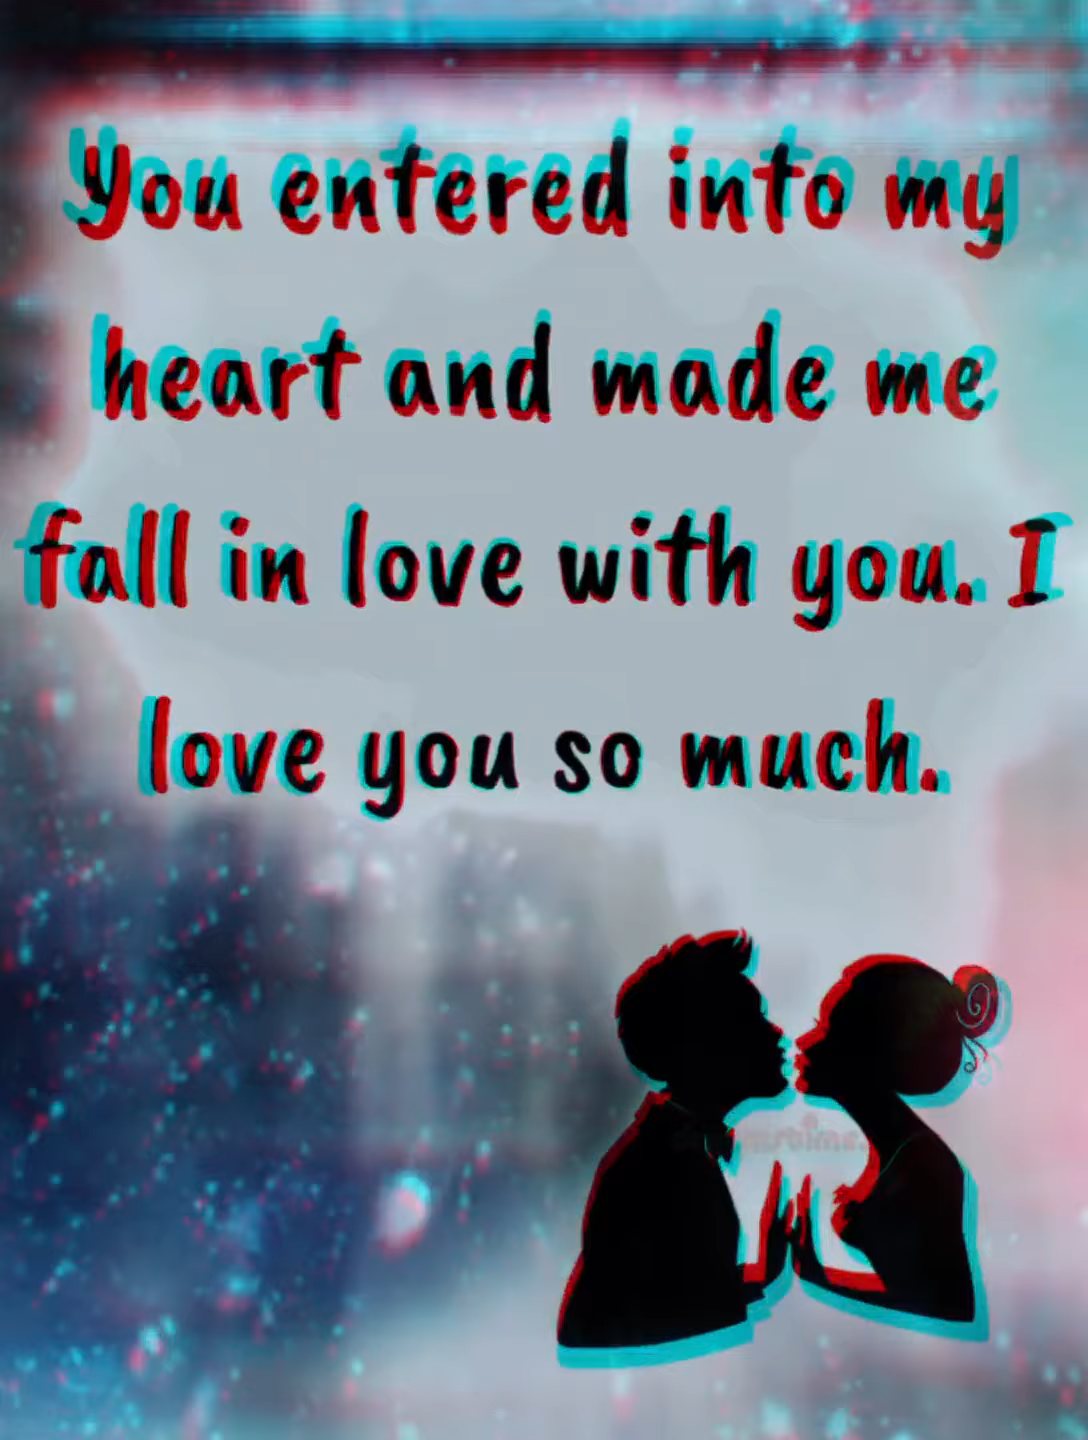 You entered into my
heart and made me
fall in love with you. I
love you so much.